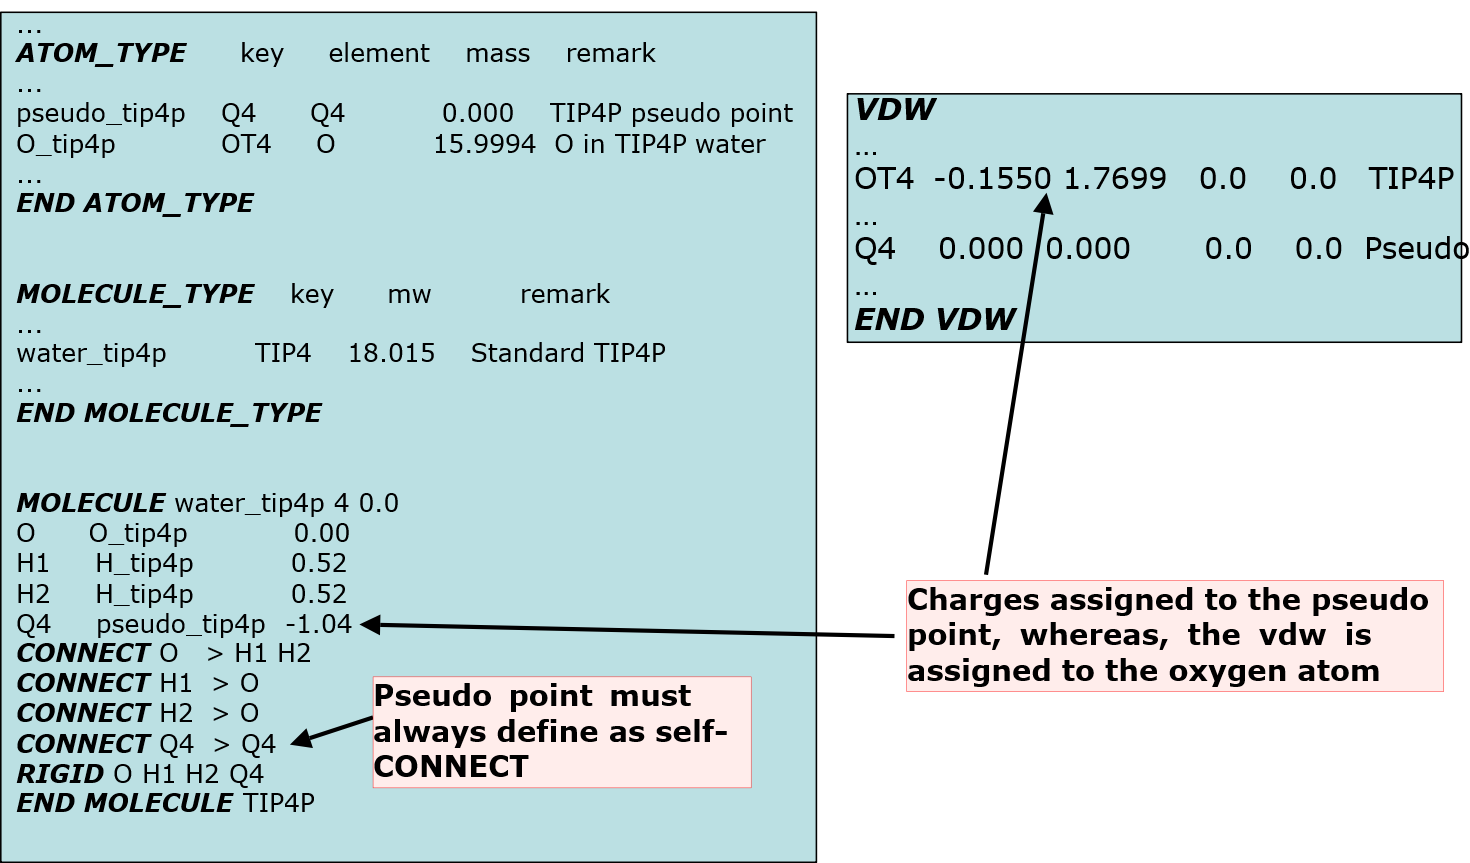 ...
ATOM_TYPE key element mass remark
...
pseudo_tip4p Q4 Q4 0.000 TIP4P pseudo point
O_tip4p OT4 O 15.9994 O in TIP4P water
...
END ATOM_TYPE
MOLECULE_TYPE key mw remark
...
water_tip4p TIP4 18.015 Standard TIP4P
...
END MOLECULE_TYPE
MOLECULE water_tip4p 4 0.0
O O_tip4p 0.00
H1 H_tip4p 0.52
H2 H_tip4p 0.52
Q4 pseudo_tip4p -1.04
CONNECT O > H1 H2
CONNECT H1 > O
CONNECT H2 > O
CONNECT Q4 > Q4
RIGID O H1 H2 Q4
END MOLECULE TIP4P
Pseudo point must
always define as self-
CONNECT
VDW
...
OT4 -0.1550 1.7699 0.0 0.0 TIP4P
...
Q4 0.000 0.000 0.0 0.0 Pseudo
...
END VDW
Charges assigned to the pseudo
point, whereas, the vdw is
assigned to the oxygen atom